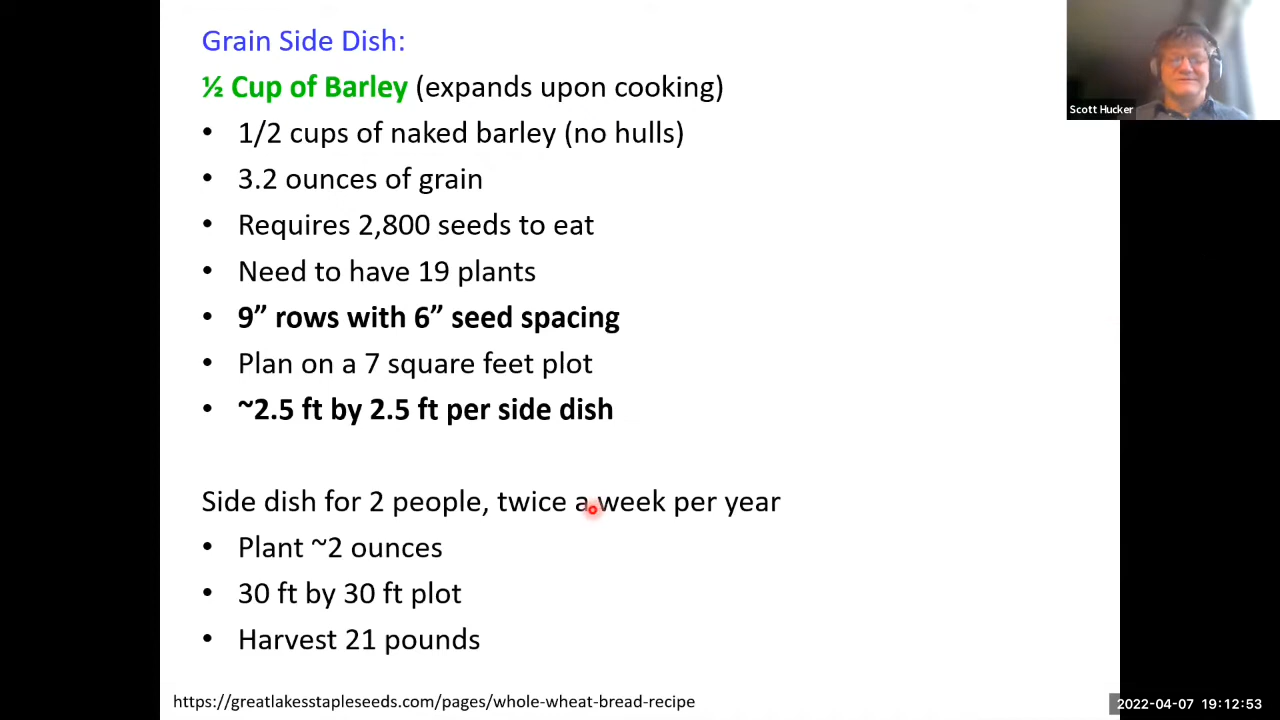 Grain Side Dish:
½ Cup of Barley (expands upon cooking)
• 1/2 cups of naked barley (no hulls)
• 3.2 ounces of grain
• Requires 2,800 seeds to eat
• Need to have 19 plants
• 9” rows with 6” seed spacing
• Plan on a 7 square feet plot
• ~2.5 ft by 2.5 ft per side dish
Side dish for 2 people, twice a week per year
• Plant ~2 ounces
• 30 ft by 30 ft plot
• Harvest 21 pounds
https://greatlakesstapleseeds.com/pages/whole-wheat-bread-recipe
Scott Hucker
2022-04-07 19:12:53